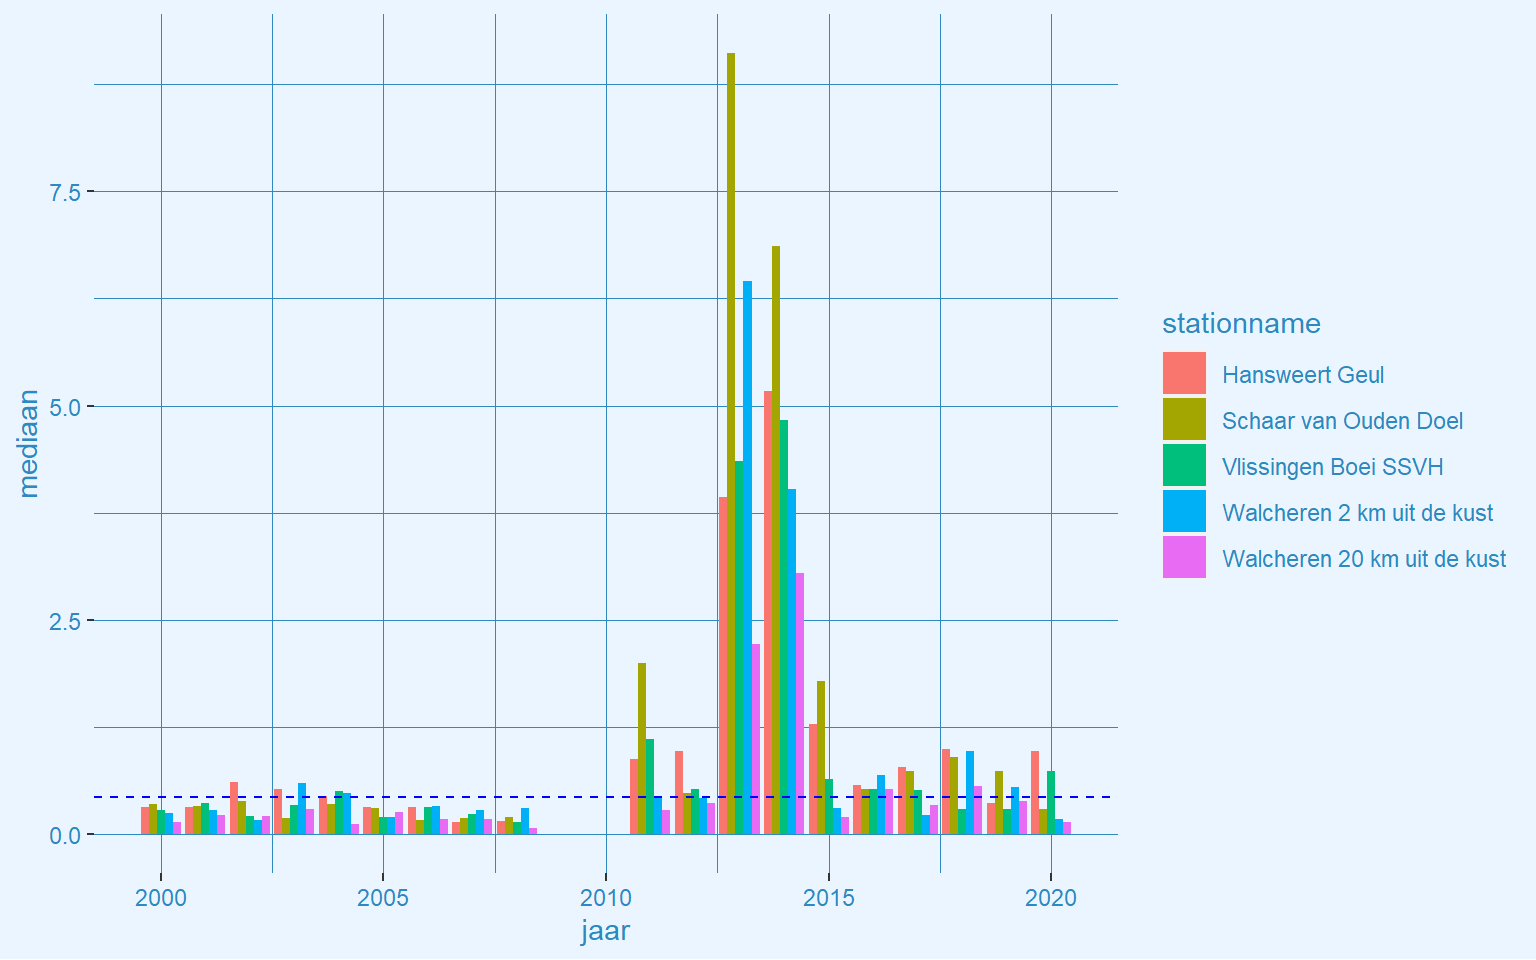 7.5
5.0
2.5
0.0
mediaan
2000
2005
2010
2015
2020
jaar
stationname
Hansweert Geul
Schaar van Ouden Doel
Vlissingen Boei SSVH
Walcheren 2 km uit de kust
Walcheren 20 km uit de kust